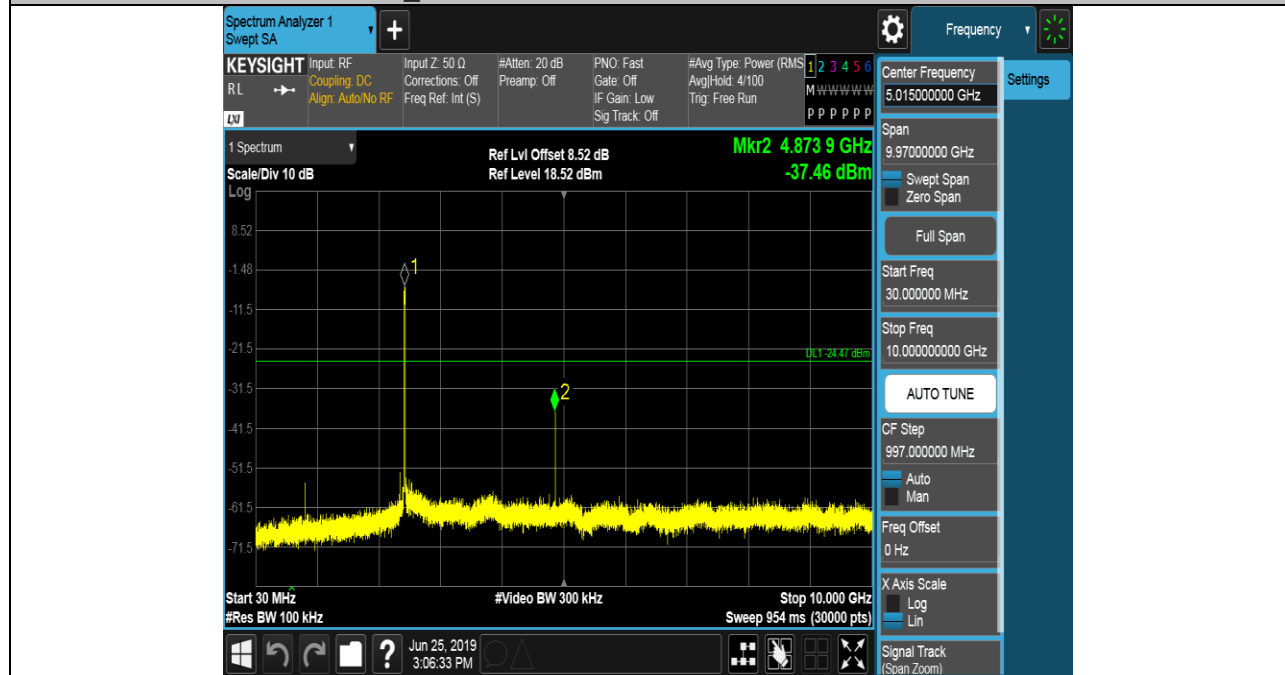 Spectrum Analyzer 1
Swept SA
+
Frequency
KEYSIGHT
RL
LXI
Input: RF
Coupling: DC
Align: Auto/No RF
Input Z: 50 Ω
Corrections: Off
Freq Ref: Int (S)
#Atten: 20 dB
Preamp: Off
PNO: Fast
Gate: Off
IF Gain: Low
Sig Track: Off
#Avg Type: Power (RMS
Avg|Hold: 4/100
Trig: Free Run
1 2 3 4 5 6
M W W W W W
P P P P P P
1 Spectrum
Scale/Div 10 dB
Log
Ref Lvl Offset 8.52 dB
Ref Level 18.52 dBm
Mkr2 4.873 9 GHz
-37.46 dBm
8.52
-1.48
-11.5
-21.5
-31.5
-41.5
-51.5
-61.5
-71.5
1
2
DL1 -24.47 dBm
Start 30 MHz
#Res BW 100 kHz
#Video BW 300 kHz
Stop 10.000 GHz
Sweep 954 ms (30000 pts)
?
Jun 25, 2019
3:06:33 PM
Center Frequency
5.015000000 GHz
Span
9.97000000 GHz
Swept Span
Zero Span
Full Span
Start Freq
30.000000 MHz
Stop Freq
10.000000000 GHz
AUTO TUNE
CF Step
997.000000 MHz
Auto
Man
Freq Offset
0 Hz
X Axis Scale
Log
Lin
Signal Track
(Span Zoom)
Settings